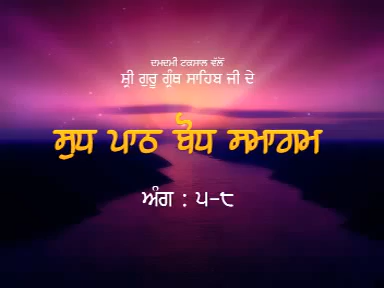 ਦਮਦਮੀ ਟਕਸਾਲ ਵੱਲੋਂ
ਸ਼੍ਰੀ ਗੁਰੂ ਗ੍ਰੰਥ ਸਾਹਿਬ ਜੀ ਦੇ
ਸੁਧ ਪਾਠ ਬੋਧ ਸਮਾਗਮ
ਅੰਗ : ੫-੮